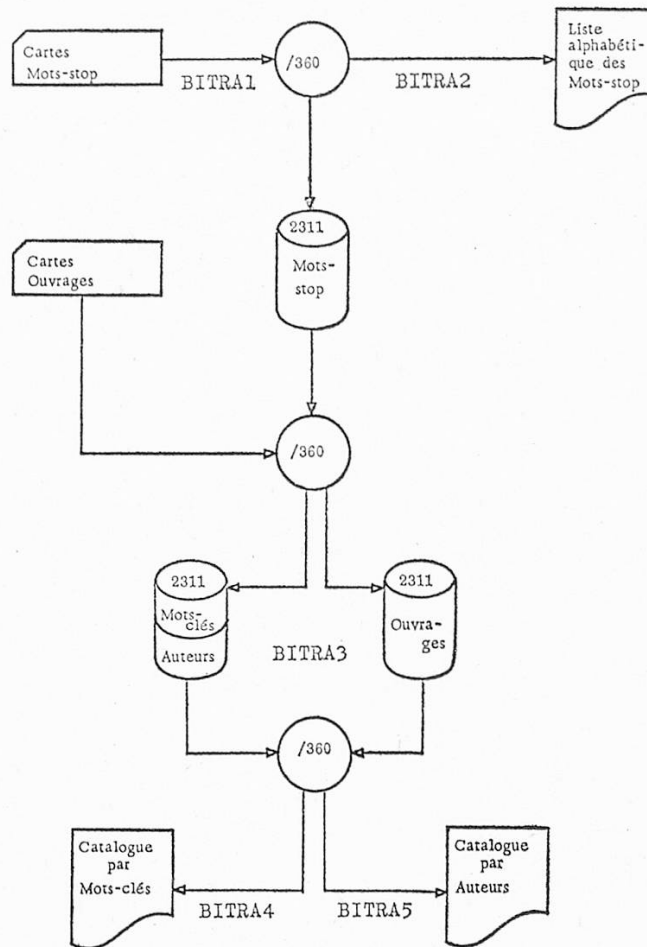 Cartes
Mots-stop
BITRA1
/360
BITRA2
Liste
alphabéti-
que des
Mots-stop
2311
Mots-
stop
Cartes
Ouvrages
/360
2311
Mots-
clés
Auteurs
BITRA3
2311
Ouvra-
ges
/360
Catalogue
par
Mots-clés
BITRA4
BITRA5
Catalogue
par
Auteurs